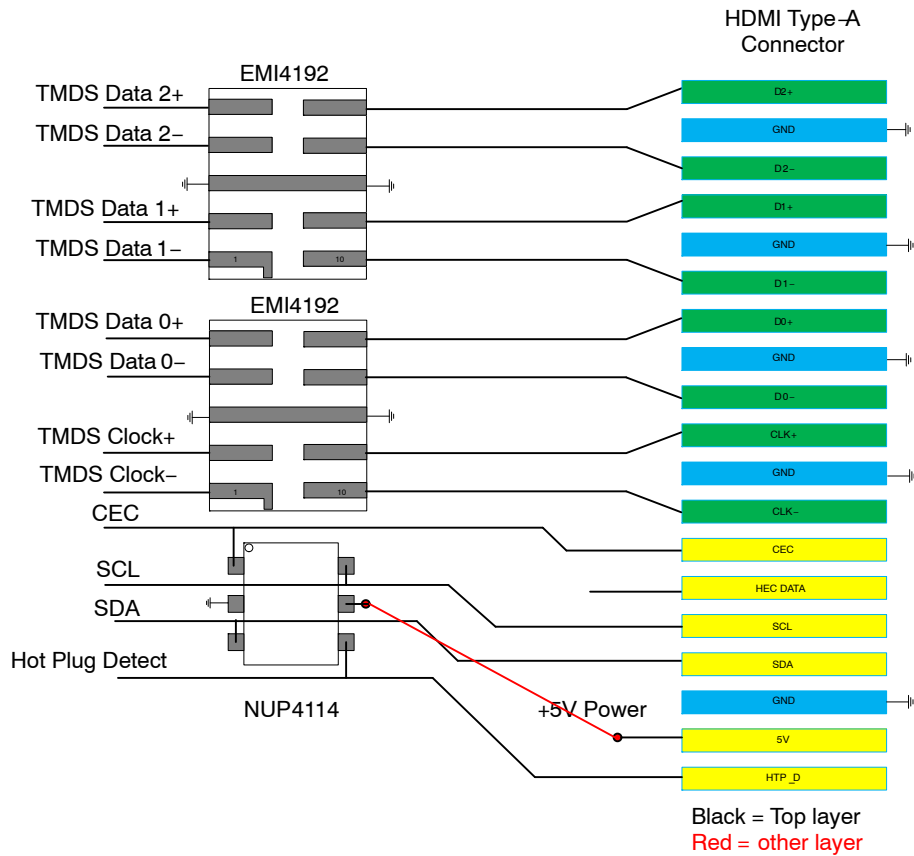 HDMI Type-A
Connector
EMI4192
TMDS Data 2+
TMDS Data 2-
TMDS Data 1+
TMDS Data 1-
1
10
EMI4192
TMDS Data 0+
TMDS Data 0-
TMDS Clock+
TMDS Clock-
1
10
CEC
SCL
SDA
Hot Plug Detect
NUP4114
+5V Power
D2+
GND
D2-
D1+
GND
D1-
D0+
GND
D0-
CLK+
GND
CLK-
CEC
HEC DATA
SCL
SDA
GND
5V
HTP_D
Black = Top layer
Red = other layer